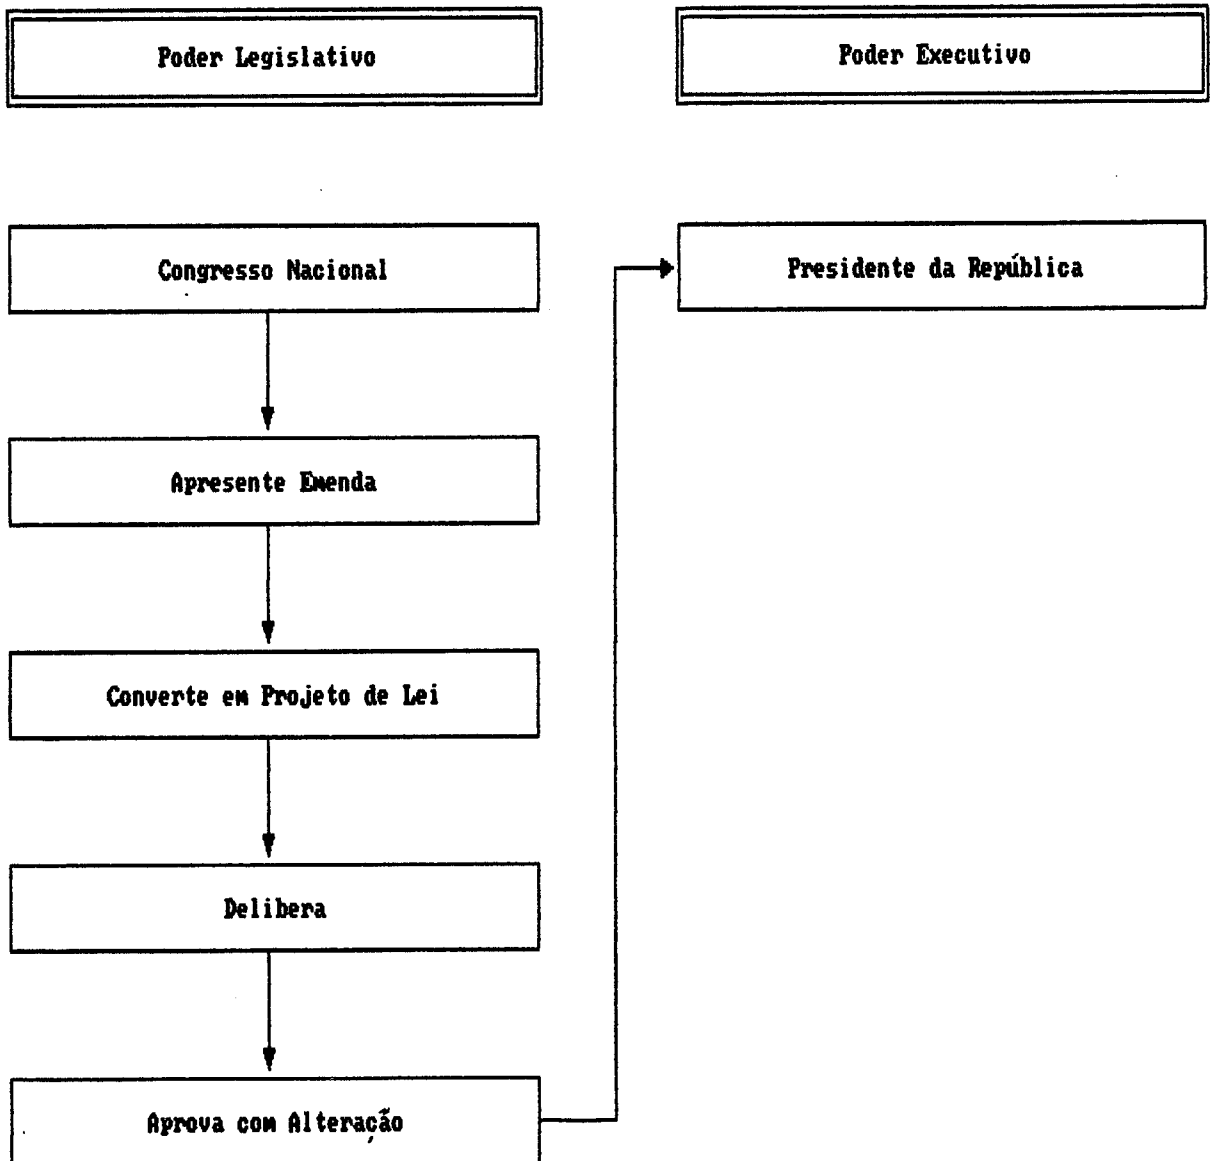 Poder Legislativo
Poder Executivo
Congresso Nacional
Presidente da República
Apresente Emenda
Converte em Projeto de Lei
Delibera
Aprova com Alteração